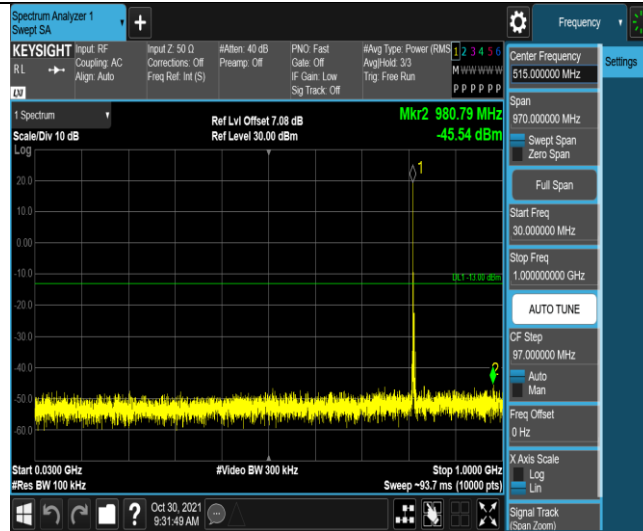 Spectrum Analyzer 1
Swept SA
Frequency
KEYSIGHT
R L
LXI
Input: RF
Coupling: AC
Align: Auto
Input Z: 50 Ω
Corrections: Off
Freq Ref: Int (S)
#Atten: 40 dB
Preamp: Off
PNO: Fast
Gate: Off
IF Gain: Low
Sig Track: Off
#Avg Type: Power (RMS
Avg|Hold: 3/3
Trig: Free Run
1 2 3 4 5 6
M W W W W W
P P P P P P
Center Frequency
515.000000 MHz
Settings
Span
970.000000 MHz
Swept Span
Zero Span
Full Span
Start Freq
30.000000 MHz
Stop Freq
1.000000000 GHz
AUTO TUNE
CF Step
97.000000 MHz
Auto
Man
Freq Offset
0 Hz
X Axis Scale
Log
Lin
Signal Track
(Span Zoom)
1 Spectrum
Scale/Div 10 dB
Log
Ref Lvl Offset 7.08 dB
Ref Level 30.00 dBm
Mkr2 980.79 MHz
-45.54 dBm
1
20.0
10.0
0.00
-10.0
DL1 -13.00 dBm
-20.0
-30.0
-40.0
2
-50.0
-60.0
Start 0.0300 GHz
#Video BW 300 kHz
Stop 1.0000 GHz
#Res BW 100 kHz
Sweep ~93.7 ms (10000 pts)
?
Oct 30, 2021
9:31:49 AM